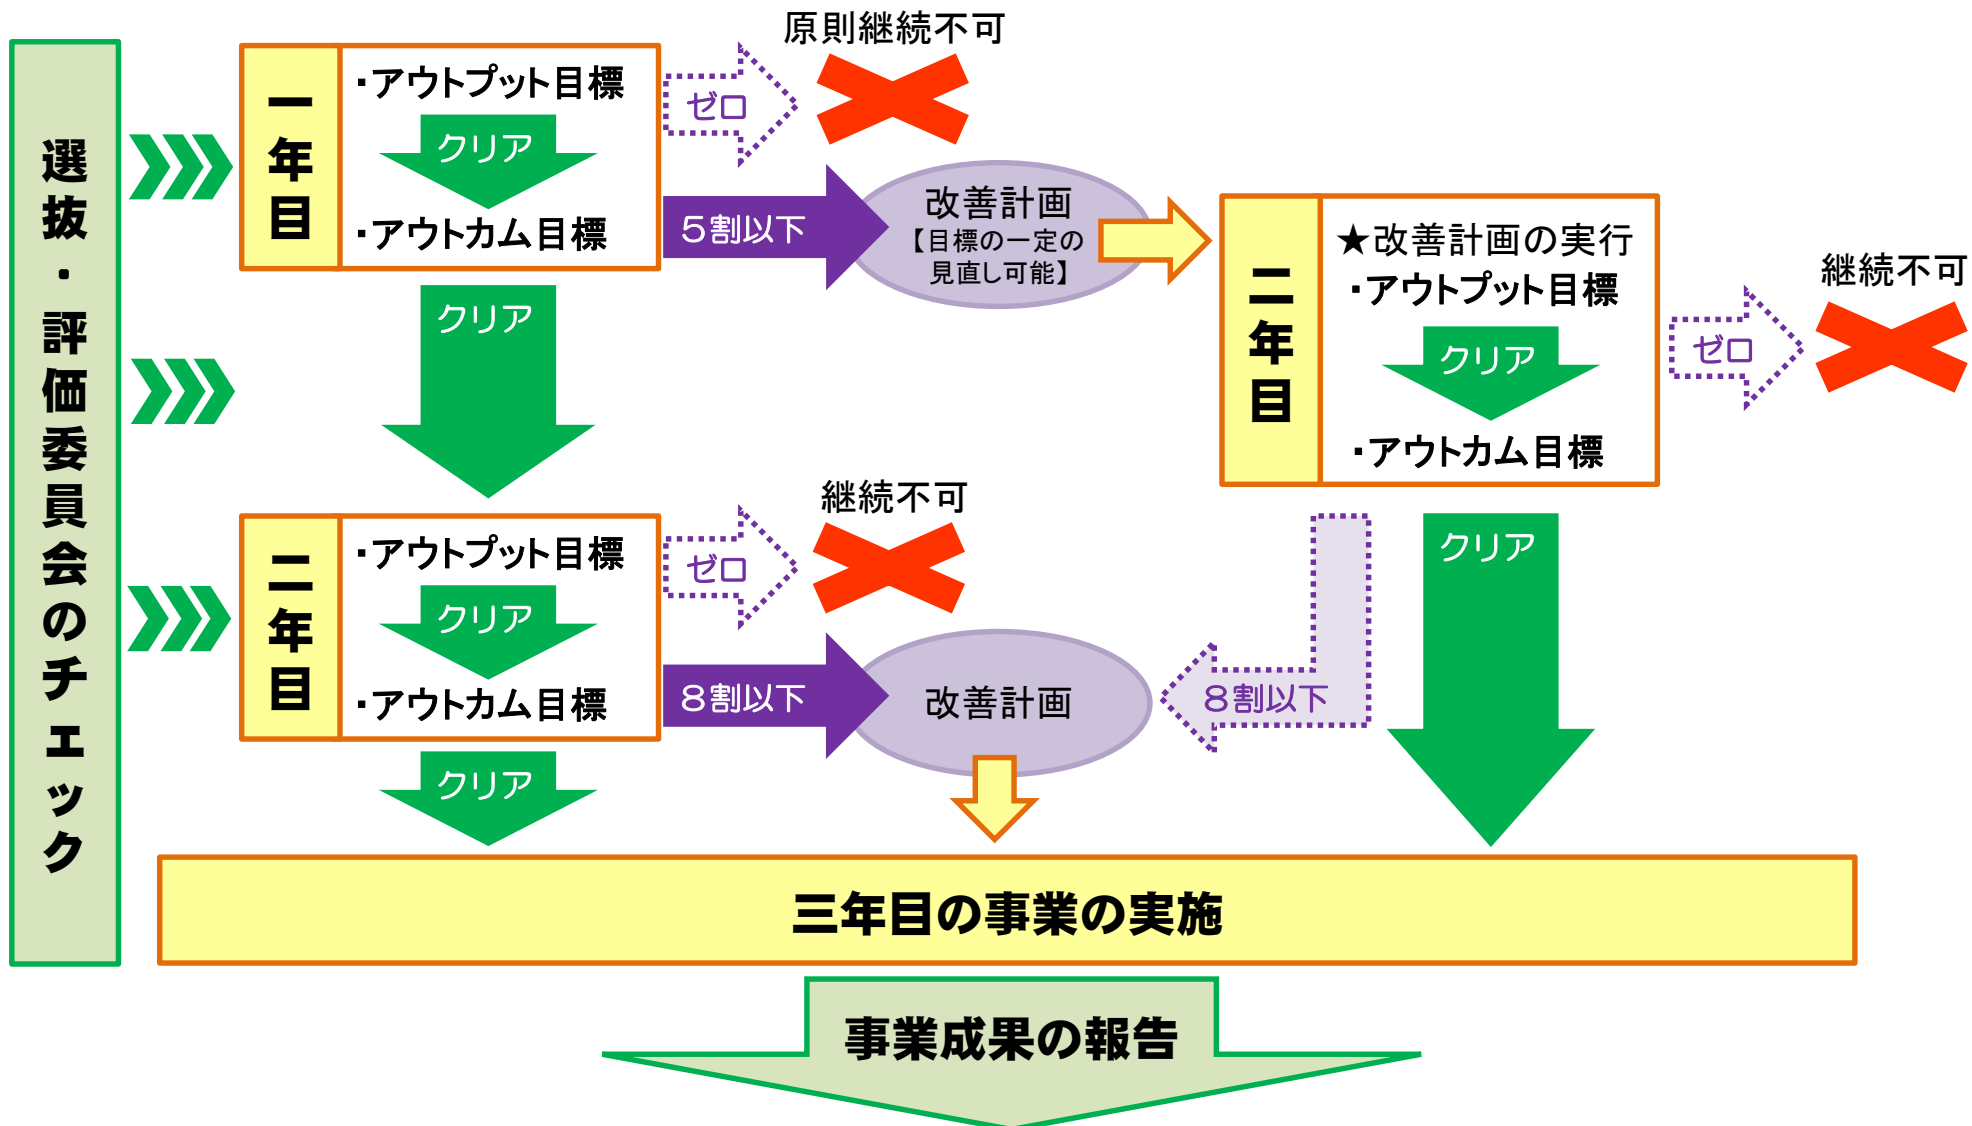 選抜・評価委員会のチェック
一年目
・アウトプット目標
クリア
・アウトカム目標
ゼロ
原則継続不可
5割以下
改善計画
【目標の一定の
見直し可能】
クリア
二年目
★改善計画の実行
・アウトプット目標
クリア
・アウトカム目標
ゼロ
継続不可
二年目
・アウトプット目標
クリア
・アウトカム目標
ゼロ
継続不可
8割以下
改善計画
8割以下
クリア
クリア
三年目の事業の実施
事業成果の報告